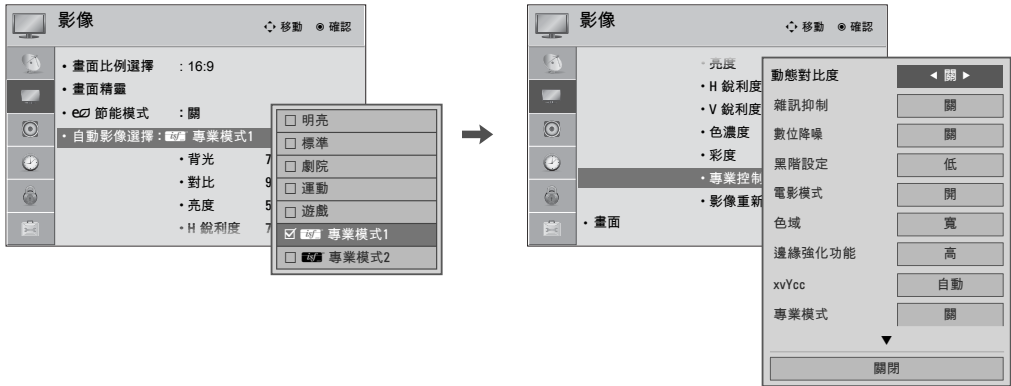 影像
移動 ◉ 確認
・畫面比例選擇 : 16:9
・畫面精靈
・e 節能模式 : 關
・自動影像選擇 : isf 專業模式1
・背光 7
・對比 9
・亮度 5
・H 銳利度 7
□ 明亮
□ 標準
□ 劇院
□ 運動
□ 遊戲
☑ isf 專業模式1
□ isf 專業模式2
影像
移動 ◉ 確認
・亮度
・H 銳利度
・V 銳利度
・色濃度
・彩度
・專業控制
・影像重新
・畫面
動態對比度 ◀ 關 ▶
雜訊抑制 關
數位降噪 關
黑階設定 低
電影模式 開
色域 寬
邊緣強化功能 高
xvYcc 自動
專業模式 關
▼
關閉